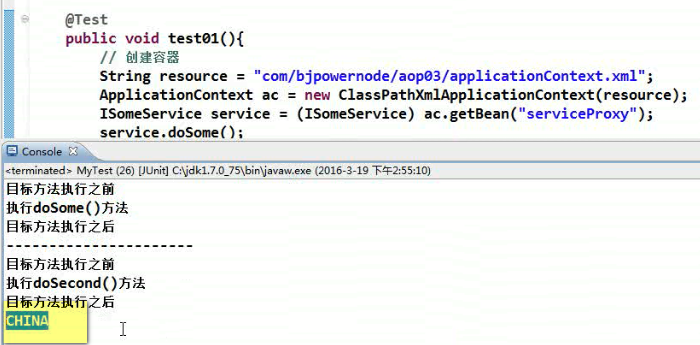 @Test
public void test01(){
// 创建容器
String resource = "com/bjpowernode/aop03/applicationContext.xml";
ApplicationContext ac = new ClassPathXmlApplicationContext(resource);
ISomeService service = (ISomeService) ac.getBean("serviceProxy");
service.doSome();
Console
<terminated> MyTest (26) [JUnit] C:\jdk1.7.0_75\bin\javaw.exe (2016-3-19 下午2:55:10)
目标方法执行之前
执行doSome()方法
目标方法执行之后
----------------------
目标方法执行之前
执行doSecond()方法
目标方法执行之后
CHINA